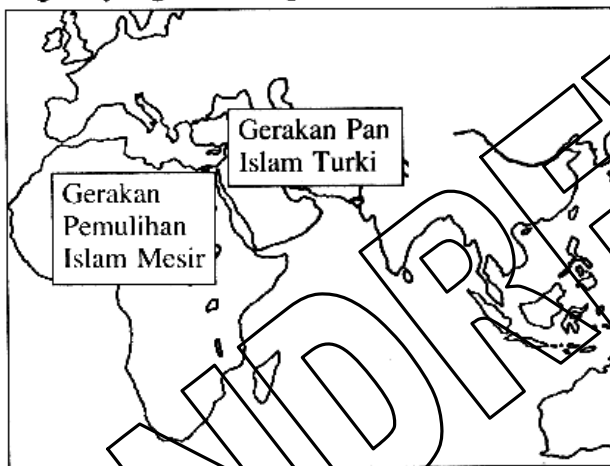 Gerakan Pan
Islam Turki
Gerakan
Pemulihan
Islam Mesir